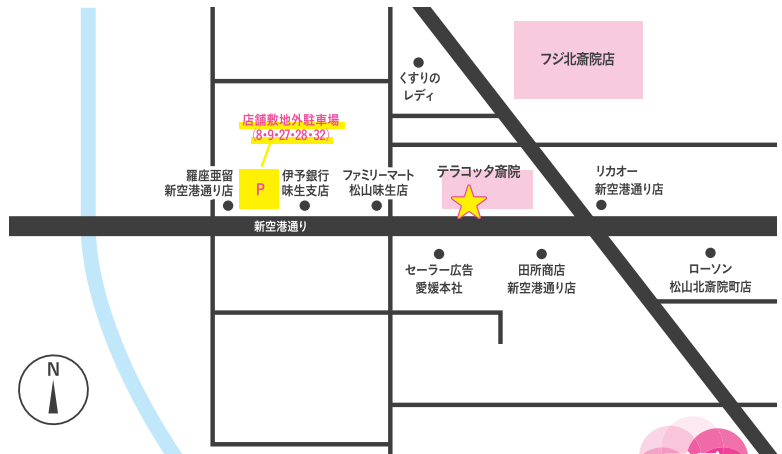 くすりの
レディ
フジ北斎院店
店舗敷地外駐車場
(8・9・27・28・32)
羅座亜留
新空港通り店
P
伊予銀行
味生支店
ファミリーマート
松山味生店
テラコッタ斎院
リカオー
新空港通り店
新空港通り
セーラー広告
愛媛本社
田所商店
新空港通り店
ローソン
松山北斎院町店
N